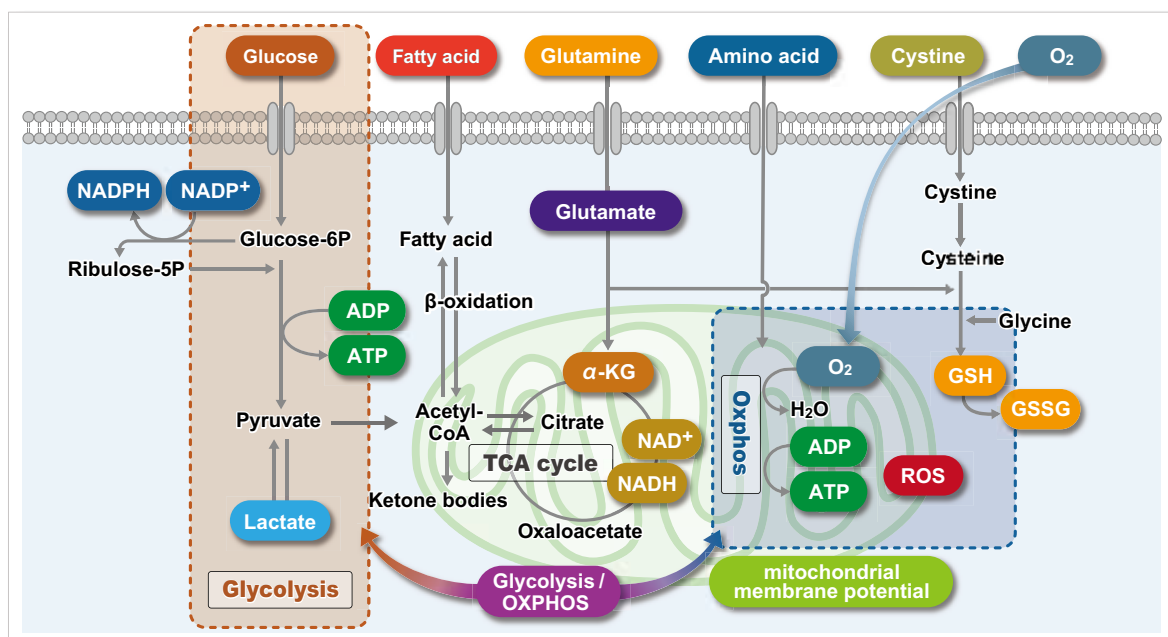 Glucose
Fatty acid
Glutamine
Amino acid
Cystine
O₂
NADPH
NADP⁺
Glutamate
Cystine
Glucose-6P
Fatty acid
Ribulose-5P
Cysteine
β-oxidation
ADP
ATP
Glycine
α-KG
O₂
GSH
GSSG
H₂O
Oxphos
Pyruvate
Acetyl-
CoA
Citrate
NAD⁺
NADH
TCA cycle
ADP
ATP
ROS
Ketone bodies
Lactate
Oxaloacetate
Glycolysis
Glycolysis /
OXPHOS
mitochondrial
membrane potential